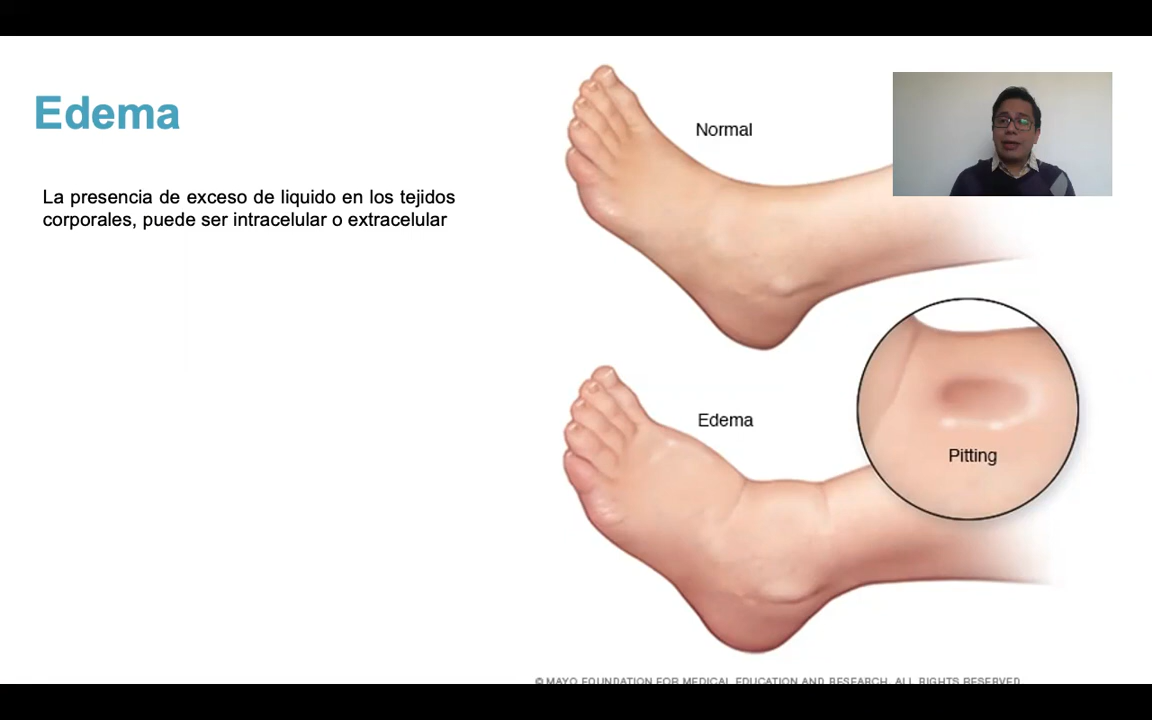 Edema
La presencia de exceso de liquido en los tejidos
corporales, puede ser intracelular o extracelular
Normal
Edema
Pitting
© MAYO FOUNDATION FOR MEDICAL EDUCATION AND RESEARCH. ALL RIGHTS RESERVED.